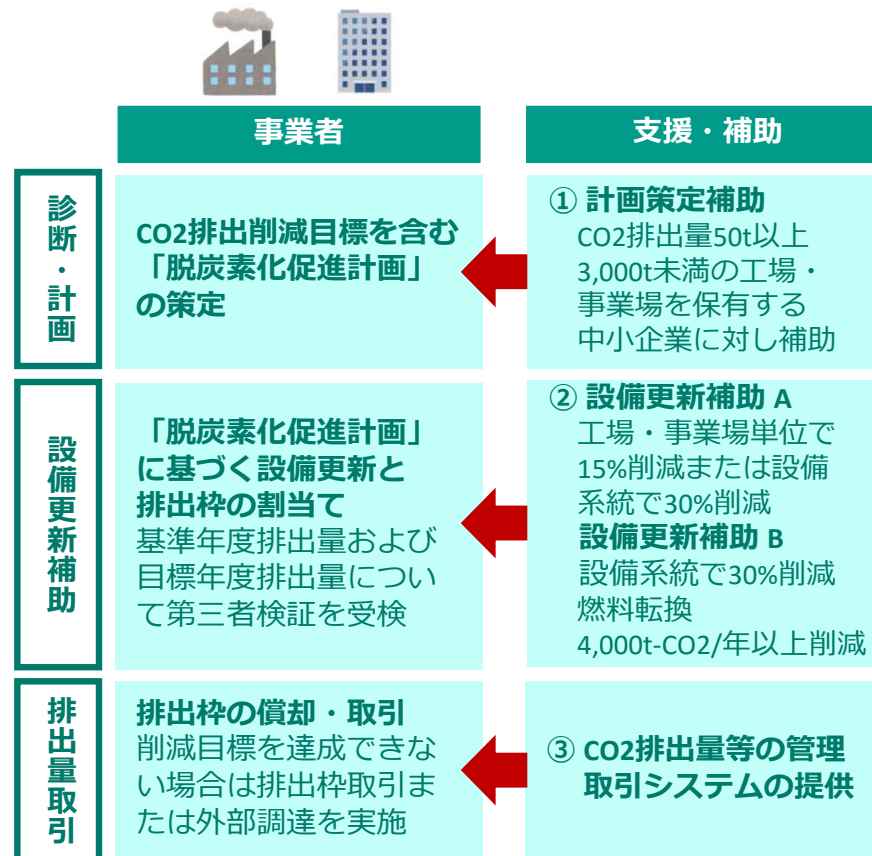 事業者
支援・補助
診断・計画
CO2排出削減目標を含む
「脱炭素化促進計画」
の策定
① 計画策定補助
CO2排出量50t以上
3,000t未満の工場・
事業場を保有する
中小企業に対し補助
設備更新補助
「脱炭素化促進計画」
に基づく設備更新と
排出枠の割当て
基準年度排出量および
目標年度排出量につい
て第三者検証を受検
② 設備更新補助 A
工場・事業場単位で
15%削減または設備
系統で30%削減
設備更新補助 B
設備系統で30%削減
燃料転換
4,000t-CO2/年以上削減
排出量取引
排出枠の償却・取引
削減目標を達成できな
い場合は排出枠取引ま
たは外部調達を実施
③ CO2排出量等の管理
取引システムの提供